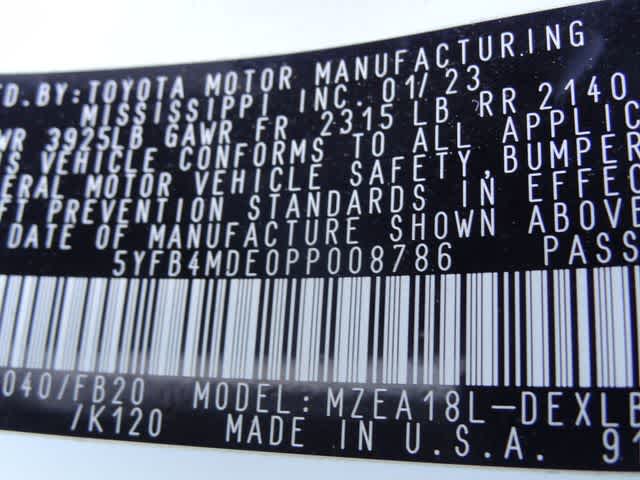 FD.BY:TOYOTA MOTOR MANUFACTURING
MISSISSIPPI INC. 01/23
WR 3925LB GAWR FR 2315 LB RR 2140
S VEHICLE CONFORMS TO ALL APPLIC
ERAL MOTOR VEHICLE SAFETY,BUMPER
FT PREVENTION STANDARDS IN EFFEC
DATE OF MANUFACTURE SHOWN ABOVE
5YFB4MDE0PP008786 PASS
040/FB20 MODEL:MZEA18L-DEXLB
/K120 MADE IN U.S.A. 91